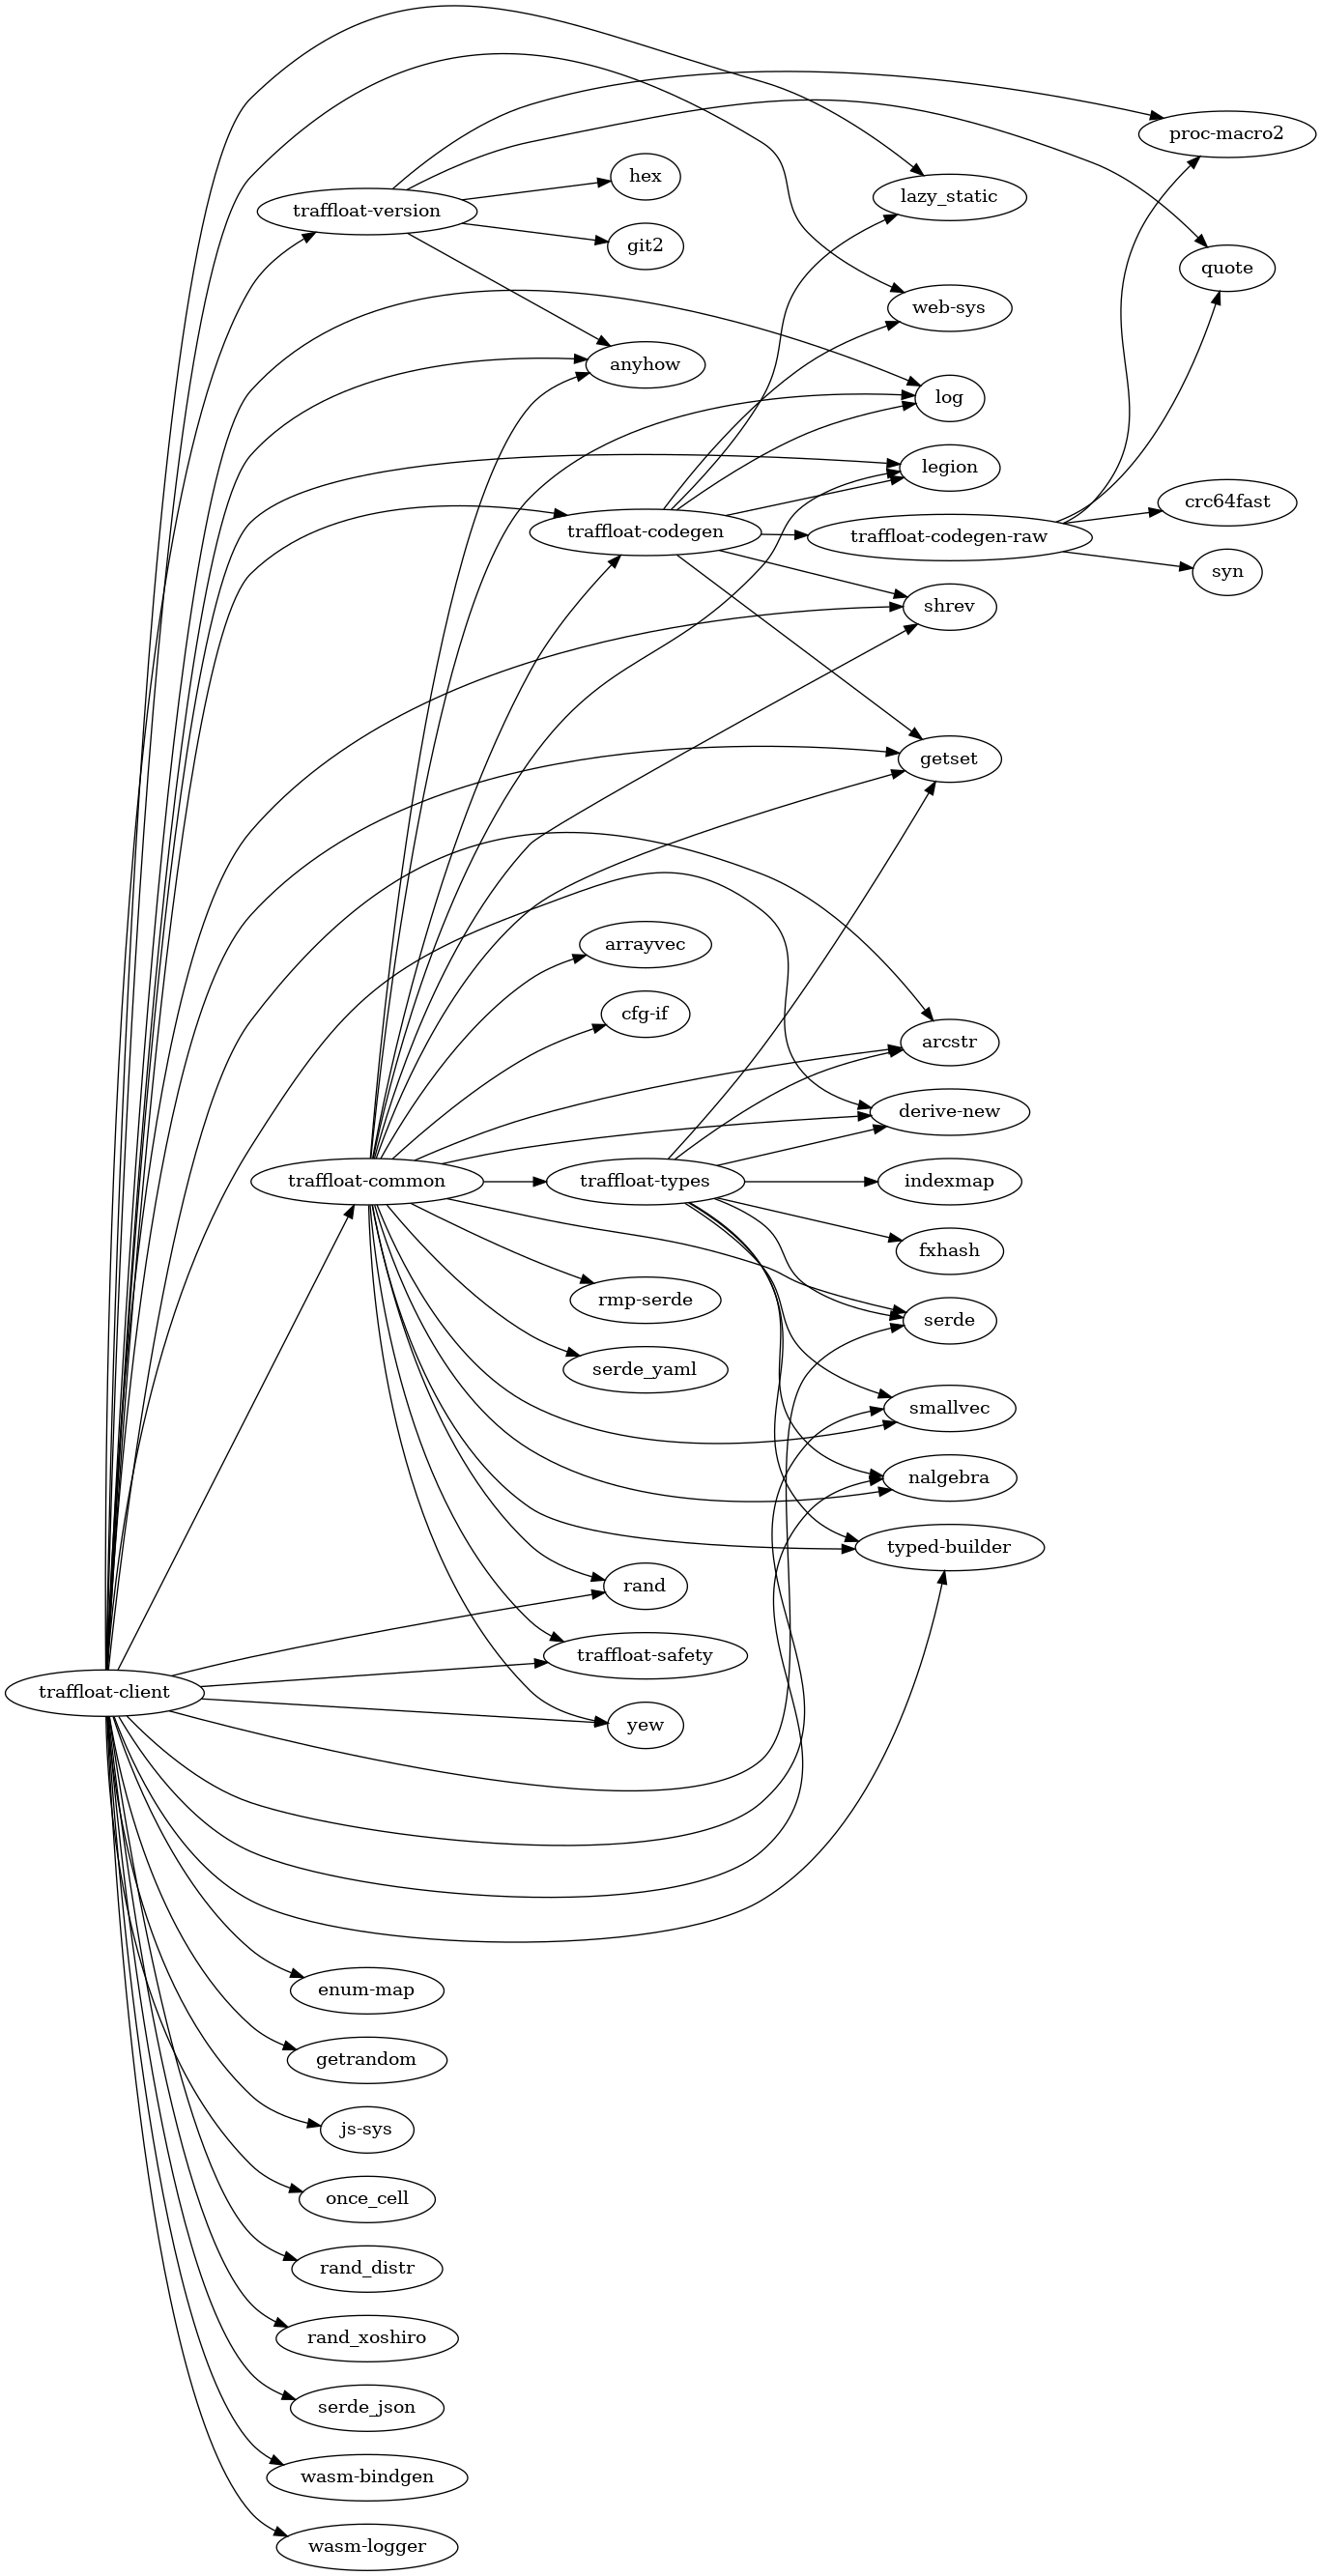 proc-macro2
hex
lazy_static
traffloat-version
git2
quote
web-sys
anyhow
log
legion
crc64fast
traffloat-codegen
traffloat-codegen-raw
syn
shrev
getset
arrayvec
cfg-if
arcstr
derive-new
traffloat-common
traffloat-types
indexmap
fxhash
rmp-serde
serde
serde_yaml
smallvec
nalgebra
typed-builder
rand
traffloat-safety
traffloat-client
yew
enum-map
getrandom
js-sys
once_cell
rand_distr
rand_xoshiro
serde_json
wasm-bindgen
wasm-logger